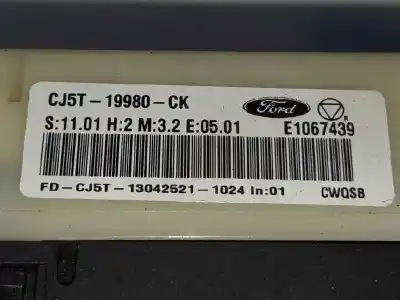 CJ5T-19980-CK
Ford
R
S:11.01 H:2 M:3.2 E:05.01 E1067439
FD-CJ5T-13042521-1024 In:01 CWQSB